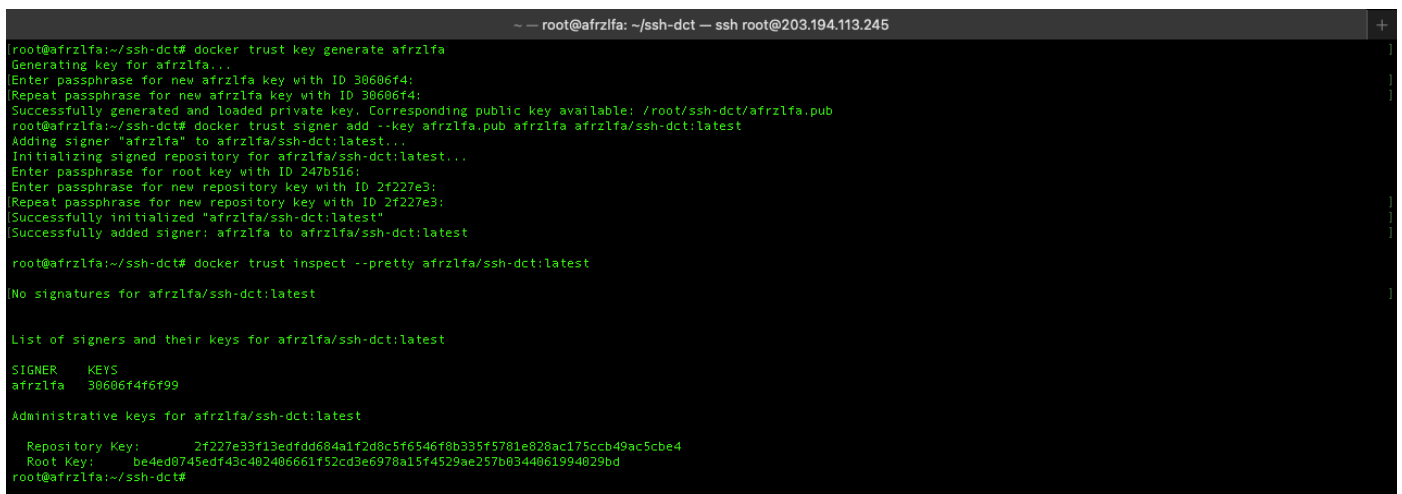 ~ — root@afrzlfa: ~/ssh-dct — ssh root@203.194.113.245 +
[root@afrzlfa:~/ssh-dct# docker trust key generate afrzlfa ]
Generating key for afrzlfa...
[Enter passphrase for new afrzlfa key with ID 30606f4: ]
[Repeat passphrase for new afrzlfa key with ID 30606f4: ]
Successfully generated and loaded private key. Corresponding public key available: /root/ssh-dct/afrzlfa.pub
root@afrzlfa:~/ssh-dct# docker trust signer add --key afrzlfa.pub afrzlfa afrzlfa/ssh-dct:latest
Adding signer "afrzlfa" to afrzlfa/ssh-dct:latest...
Initializing signed repository for afrzlfa/ssh-dct:latest...
Enter passphrase for root key with ID 247b516:
Enter passphrase for new repository key with ID 2f227e3:
[Repeat passphrase for new repository key with ID 2f227e3: ]
[Successfully initialized "afrzlfa/ssh-dct:latest" ]
[Successfully added signer: afrzlfa to afrzlfa/ssh-dct:latest ]
root@afrzlfa:~/ssh-dct# docker trust inspect --pretty afrzlfa/ssh-dct:latest
[No signatures for afrzlfa/ssh-dct:latest ]
List of signers and their keys for afrzlfa/ssh-dct:latest
SIGNER KEYS
afrzlfa 30606f4f6f99
Administrative keys for afrzlfa/ssh-dct:latest
Repository Key: 2f227e33f13edfdd684a1f2d8c5f6546f8b335f5781e828ac175ccb49ac5cbe4
Root Key: be4ed0745edf43c402406661f52cd3e6978a15f4529ae257b0344061994029bd
root@afrzlfa:~/ssh-dct#